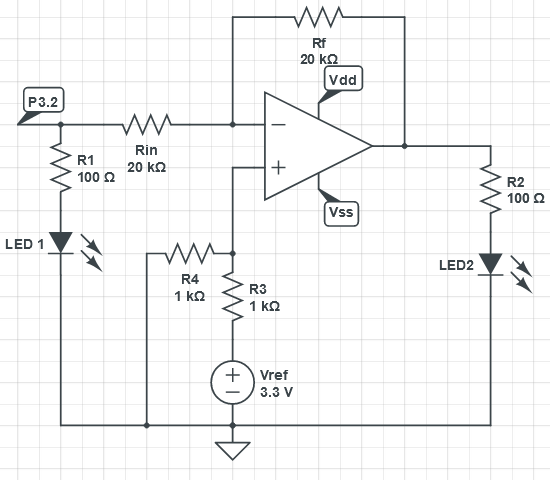 Rf
20 kΩ
Vdd
P3.2
Rin
20 kΩ
R1
100 Ω
R2
100 Ω
Vss
LED 1
LED2
R4
1 kΩ
R3
1 kΩ
Vref
3.3 V